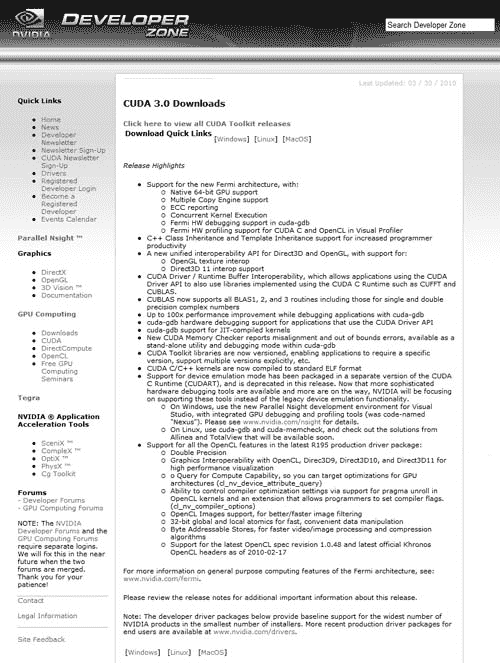 NVIDIA
DEVELOPER
ZONE
Search Developer Zone
Last Updated: 03 / 30 / 2010
Quick Links
Home
News
Developer
Newsletter
Newsletter Sign-Up
CUDA Newsletter
Sign-Up
Drivers
Registered
Developer Login
Become a
Registered
Developer
Events Calendar
Parallel Nsight ™
Graphics
DirectX
OpenGL
3D Vision ™
Documentation
GPU Computing
Downloads
CUDA
DirectCompute
OpenCL
Free GPU
Computing
Seminars
Tegra
NVIDIA ® Application
Acceleration Tools
SceniX ™
CompleX ™
OptiX ™
PhysX ™
Cg Toolkit
Forums
- Developer Forums
- GPU Computing Forums
NOTE: The NVIDIA
Developer Forums and the
GPU Computing Forums
require separate logins.
We will fix this in the near
future when the two
forums are merged.
Thank you for your
patience!
Contact
Legal Information
Site Feedback
CUDA 3.0 Downloads
Click here to view all CUDA Toolkit releases
Download Quick Links [Windows] [Linux] [MacOS]
Release Highlights
Support for the new Fermi architecture, with:
Native 64-bit GPU support
Multiple Copy Engine support
ECC reporting
Concurrent Kernel Execution
Fermi HW debugging support in cuda-gdb
Fermi HW profiling support for CUDA C and OpenCL in Visual Profiler
C++ Class Inheritance and Template Inheritance support for increased programmer
productivity
A new unified interoperability API for Direct3D and OpenGL, with support for:
OpenGL texture interop
Direct3D 11 interop support
CUDA Driver / Runtime Buffer Interoperability, which allows applications using the CUDA
Driver API to also use libraries implemented using the CUDA C Runtime such as CUFFT and
CUBLAS.
CUBLAS now supports all BLAS1, 2, and 3 routines including those for single and double
precision complex numbers
Up to 100x performance improvement while debugging applications with cuda-gdb
cuda-gdb hardware debugging support for applications that use the CUDA Driver API
cuda-gdb support for JIT-compiled kernels
New CUDA Memory Checker reports misalignment and out of bounds errors, available as a
stand-alone utility and debugging mode within cuda-gdb
CUDA Toolkit libraries are now versioned, enabling applications to require a specific
version, support multiple versions explicitly, etc.
CUDA C/C++ kernels are now compiled to standard ELF format
Support for device emulation mode has been packaged in a separate version of the CUDA
C Runtime (CUDART), and is deprecated in this release. Now that more sophisticated
hardware debugging tools are available and more are on the way, NVIDIA will be focusing
on supporting these tools instead of the legacy device emulation functionality.
On Windows, use the new Parallel Nsight development environment for Visual
Studio, with integrated GPU debugging and profiling tools (was code-named
"Nexus"). Please see www.nvidia.com/nsight for details.
On Linux, use cuda-gdb and cuda-memcheck, and check out the solutions from
Allinea and TotalView that will be available soon.
Support for all the OpenCL features in the latest R195 production driver package:
Double Precision
Graphics Interoperability with OpenCL, Direc3D9, Direct3D10, and Direct3D11 for
high performance visualization
o Query for Compute Capability, so you can target optimizations for GPU
architectures (cl_nv_device_attribute_query)
Ability to control compiler optimization settings via support for pragma unroll in
OpenCL kernels and an extension that allows programmers to set compiler flags.
(cl_nv_compiler_options)
OpenCL Images support, for better/faster image filtering
32-bit global and local atomics for fast, convenient data manipulation
Byte Addressable Stores, for faster video/image processing and compression
algorithms
Support for the latest OpenCL spec revision 1.0.48 and latest official Khronos
OpenCL headers as of 2010-02-17
For more information on general purpose computing features of the Fermi architecture, see:
www.nvidia.com/fermi.
Please review the release notes for additional important information about this release.
Note: The developer driver packages below provide baseline support for the widest number of
NVIDIA products in the smallest number of installers. More recent production driver packages for
end users are available at www.nvidia.com/drivers.
[Windows] [Linux] [MacOS]